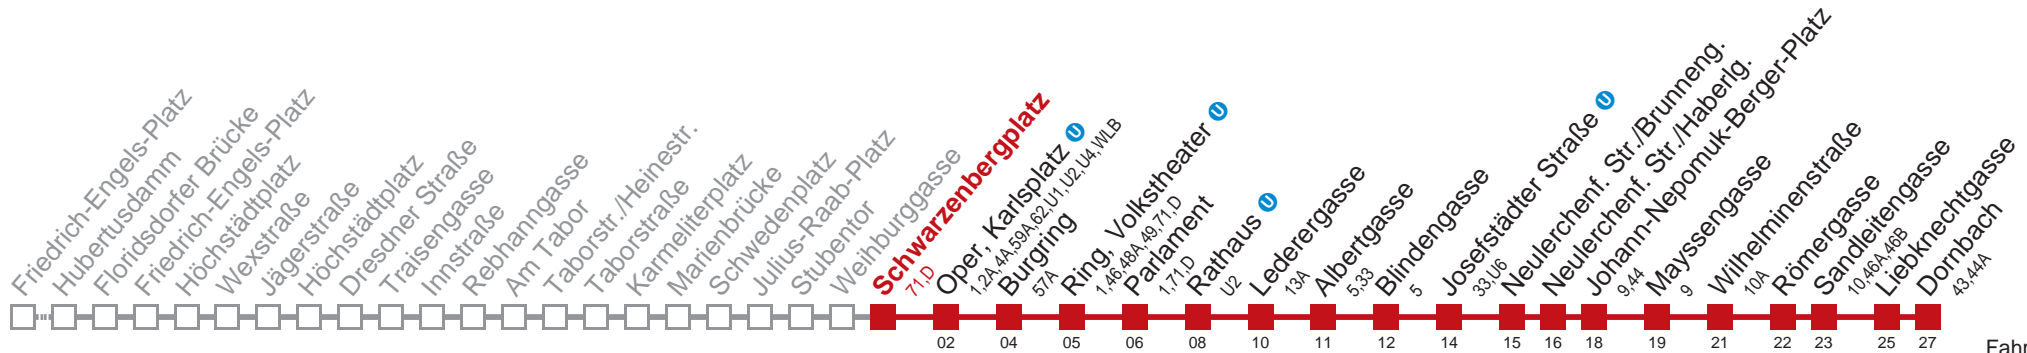 Friedrich-Engels-Platz
Hubertusdamm
Floridsdorfer Brücke
Friedrich-Engels-Platz
Höchstädtplatz
Wexstraße
Jägerstraße
Höchstädtplatz
Dresdner Straße
Traisengasse
Innstraße
Rebhanngasse
Am Tabor
Taborstr./Heinestr.
Taborstraße
Karmeliterplatz
Marienbrücke
Schwedenplatz
Julius-Raab-Platz
Stubentor
Weihburggasse
Schwarzenbergplatz
71,D
Oper, Karlsplatz U
1,2A,4A,59A,62,U1,U2,U4,WLB
Burgring
57A
Ring, Volkstheater U
1,46,48A,49,71,D
Parlament
1,71,D
Rathaus U
U2
Lederergasse
13A
Albertgasse
5,33
Blindengasse
5
Josefstädter Straße U
33,U6
Neulerchenf. Str./Brunneng.
Neulerchenf. Str./Haberlg.
Johann-Nepomuk-Berger-Platz
9,44
Mayssengasse
9
Wilhelminenstraße
10A
Römergasse
Sandleitengasse
10,46A,46B
Liebknechtgasse
Dornbach
43,44A
02 04 05 06 08 10 11 12 14 15 16 18 19 21 22 23 25 27
Fahr